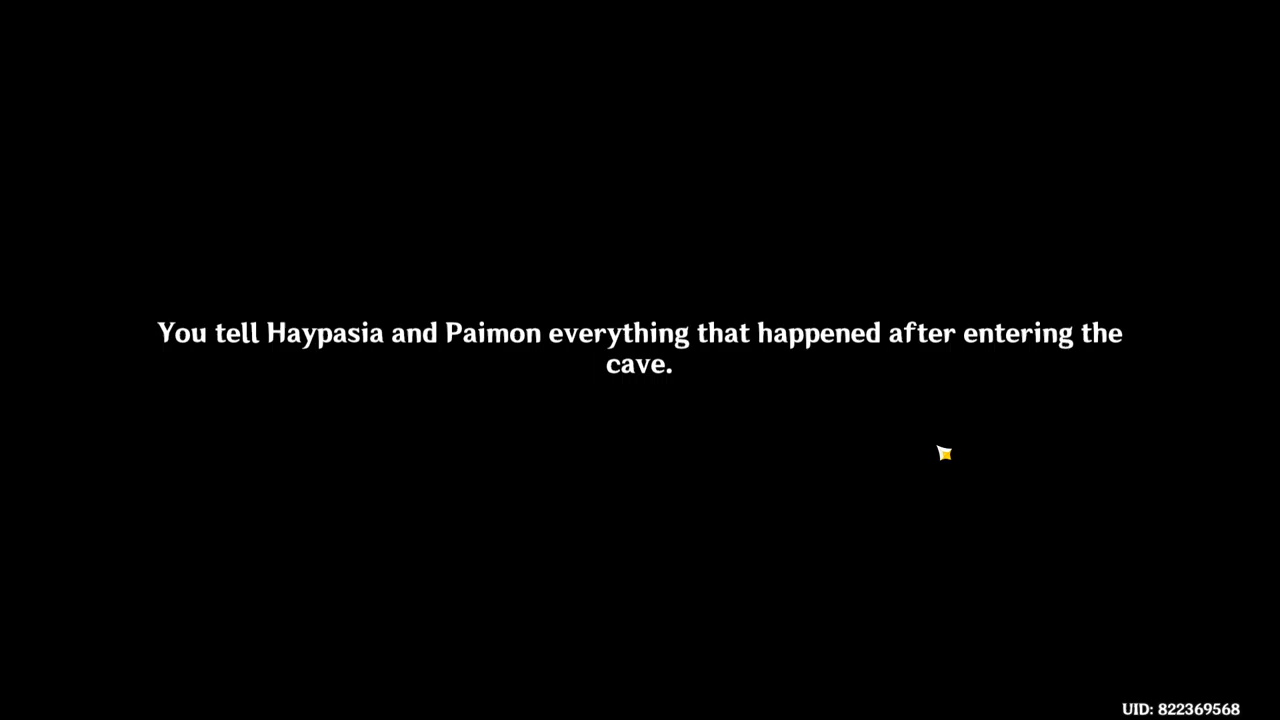 You tell Haypasia and Paimon everything that happened after entering the
cave.
UID: 822369568